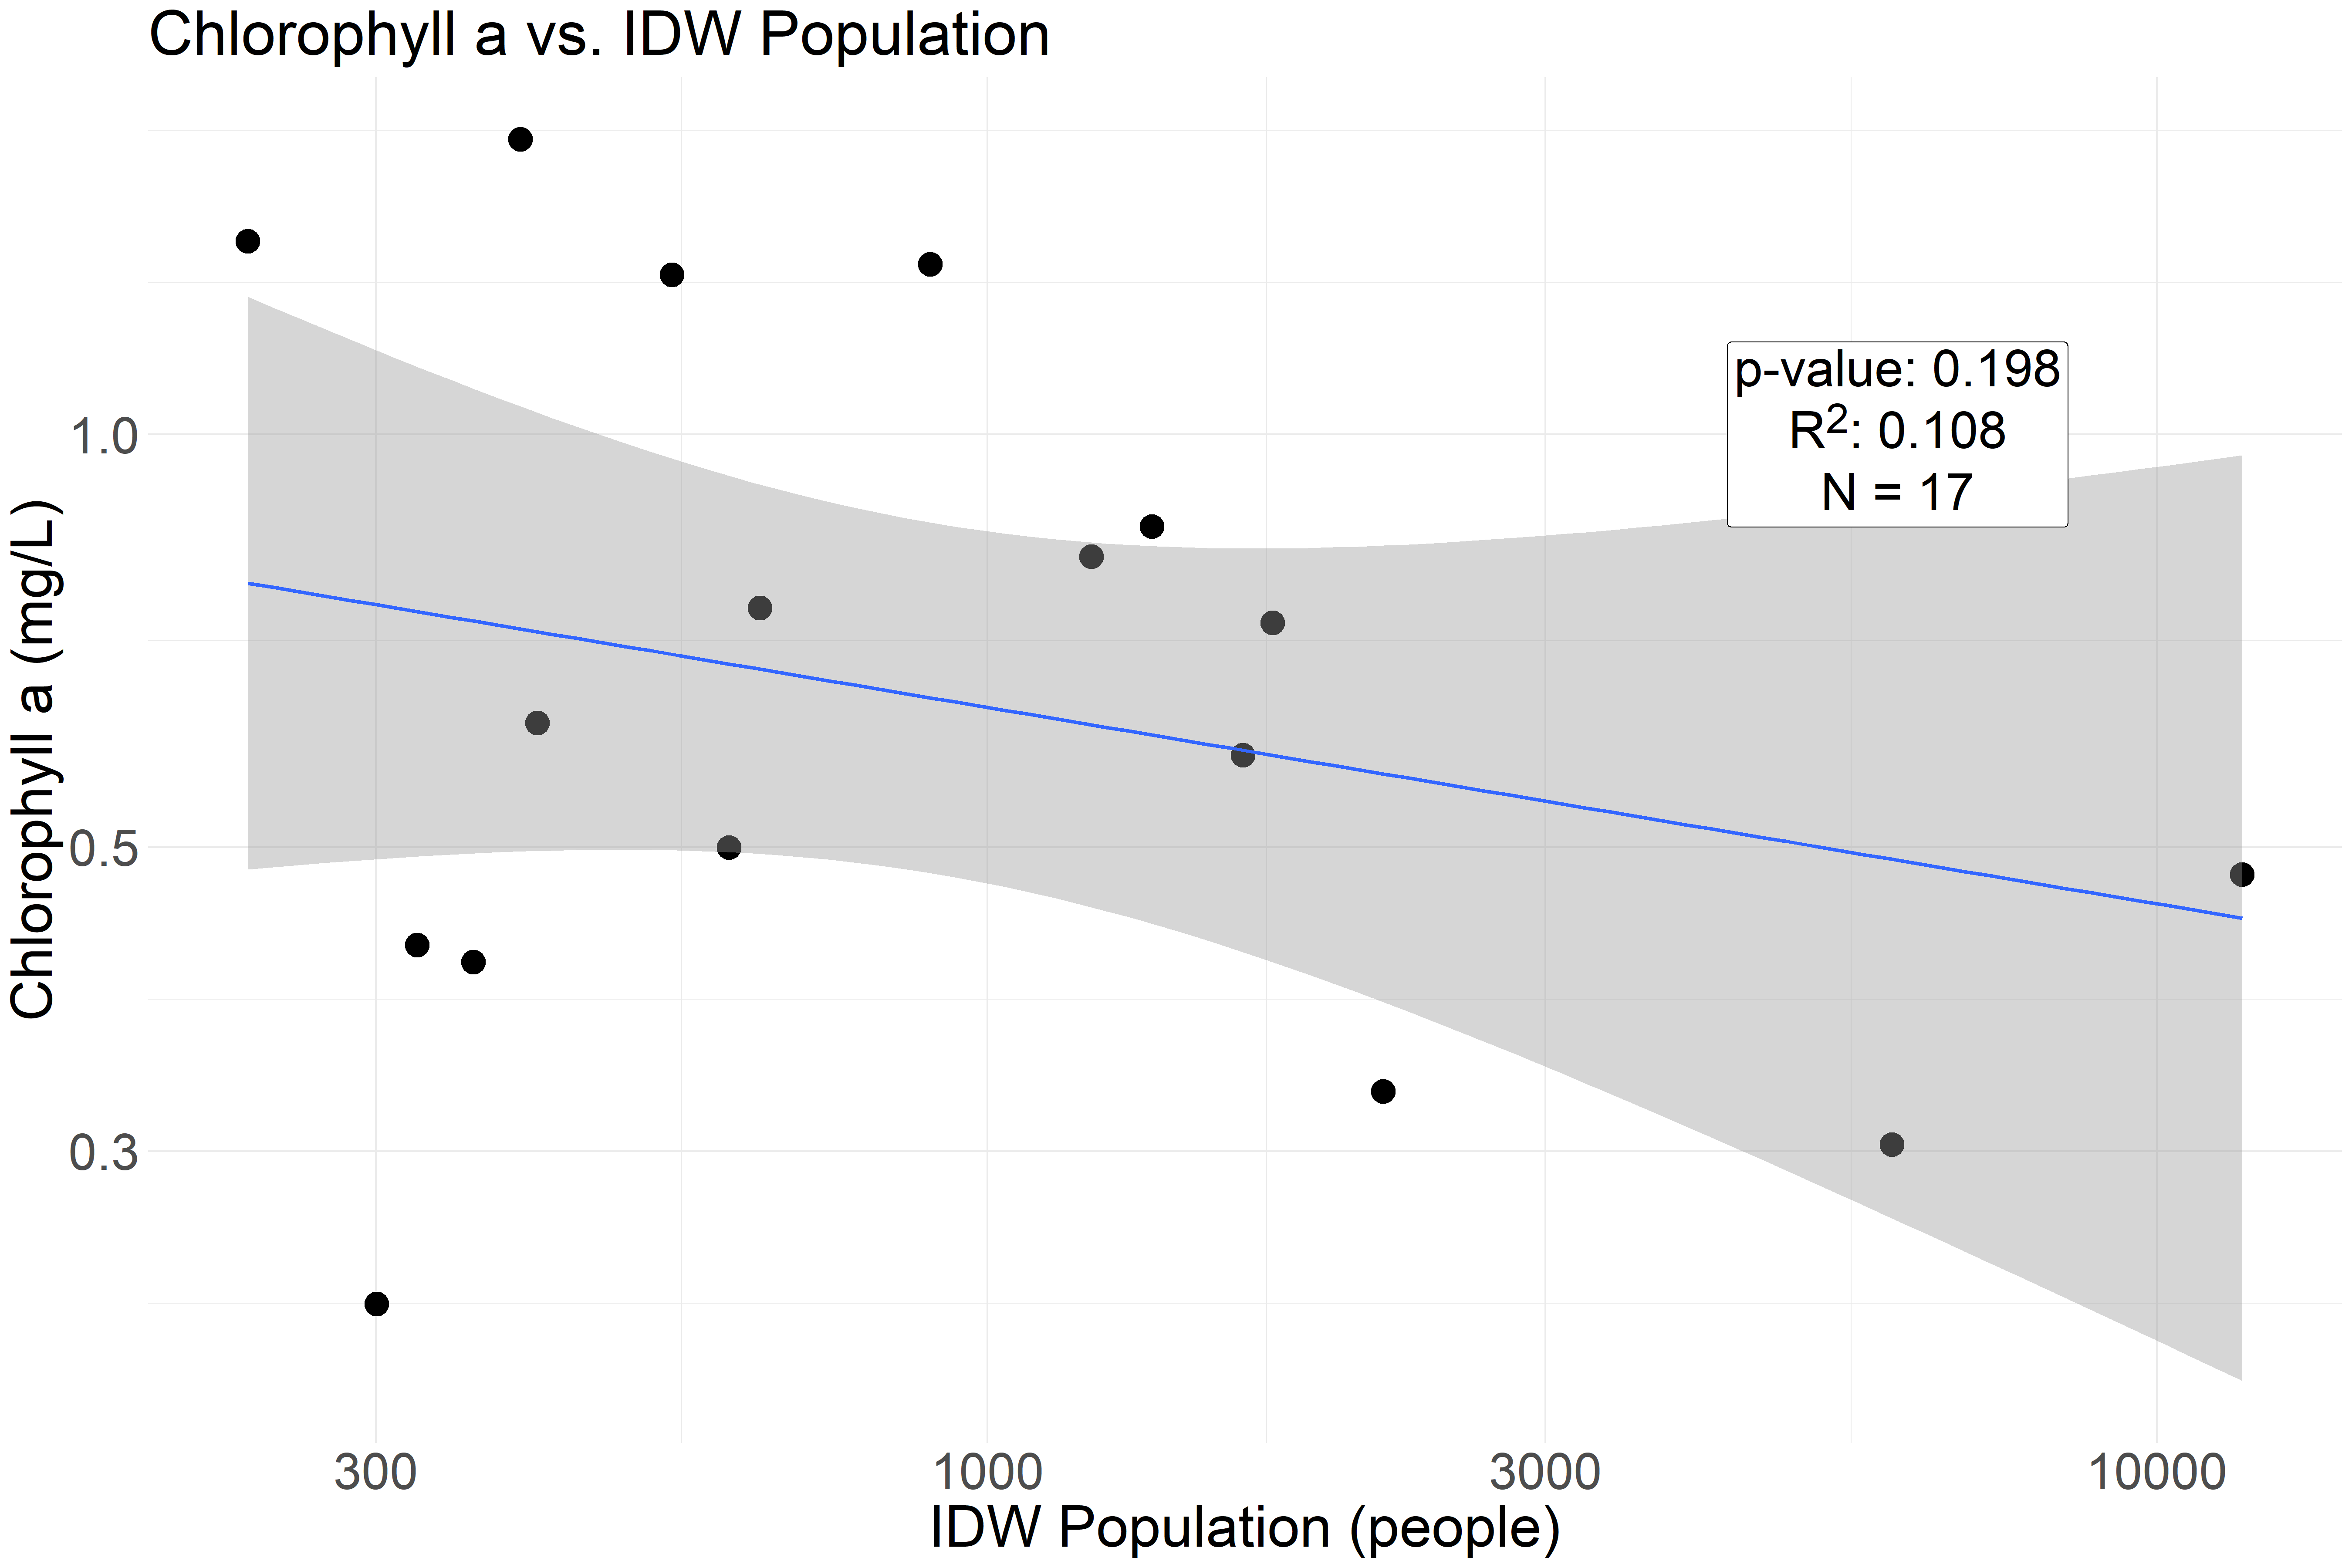 Chlorophyll a vs. IDW Population
Chlorophyll a (mg/L)
1.0
0.5
0.3
p-value: 0.198
R²: 0.108
N = 17
300 1000 3000 10000
IDW Population (people)